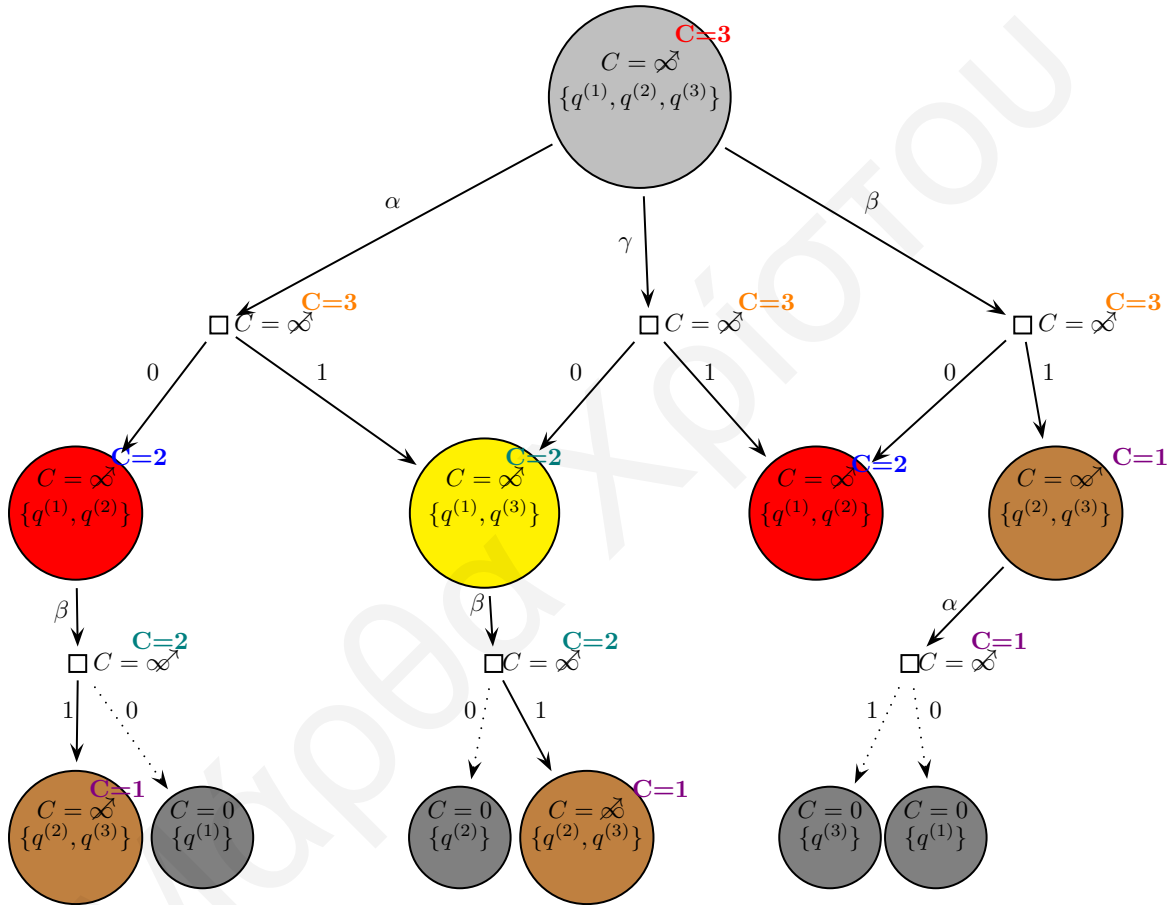 C=3
C = ∞
{q^{(1)}, q^{(2)}, q^{(3)}}
α
γ
β
C=3
C=3
C=3
C = ∞
C = ∞
C = ∞
0
1
0
1
0
1
C=2
C=2
C=2
C=1
C = ∞
C = ∞
C = ∞
C = ∞
{q^{(1)}, q^{(2)}}
{q^{(1)}, q^{(3)}}
{q^{(1)}, q^{(2)}}
{q^{(2)}, q^{(3)}}
β
β
α
C=2
C=2
C=1
C = ∞
C = ∞
C = ∞
1
0
0
1
1
0
C=1
C=1
C = ∞
C = 0
C = 0
C = ∞
C = 0
C = 0
{q^{(2)}, q^{(3)}}
{q^{(1)}}
{q^{(2)}}
{q^{(2)}, q^{(3)}}
{q^{(3)}}
{q^{(1)}}
Μάρθα Χρίστου